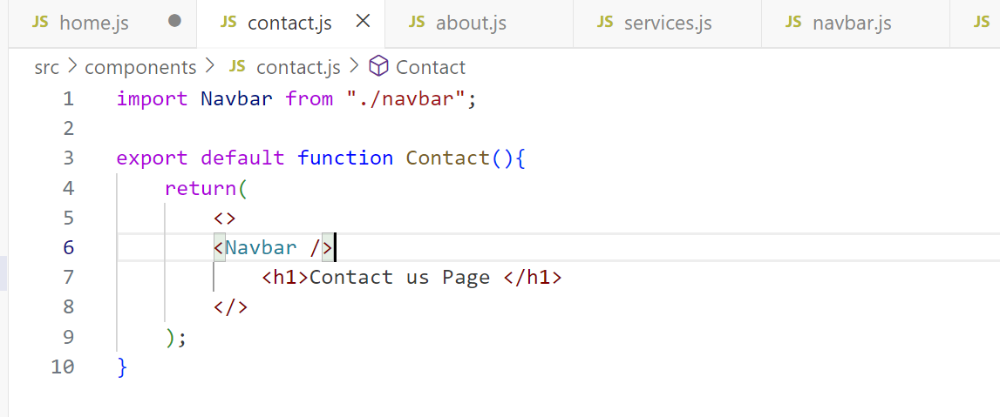 JS home.js JS contact.js JS about.js JS services.js JS navbar.js JS
src components JS contact.js Contact
1 import Navbar from "./navbar";
2
3 export default function Contact(){
4 return(
5 <>
6 <Navbar />
7 <h1>Contact us Page </h1>
8 </>
9 );
10 }